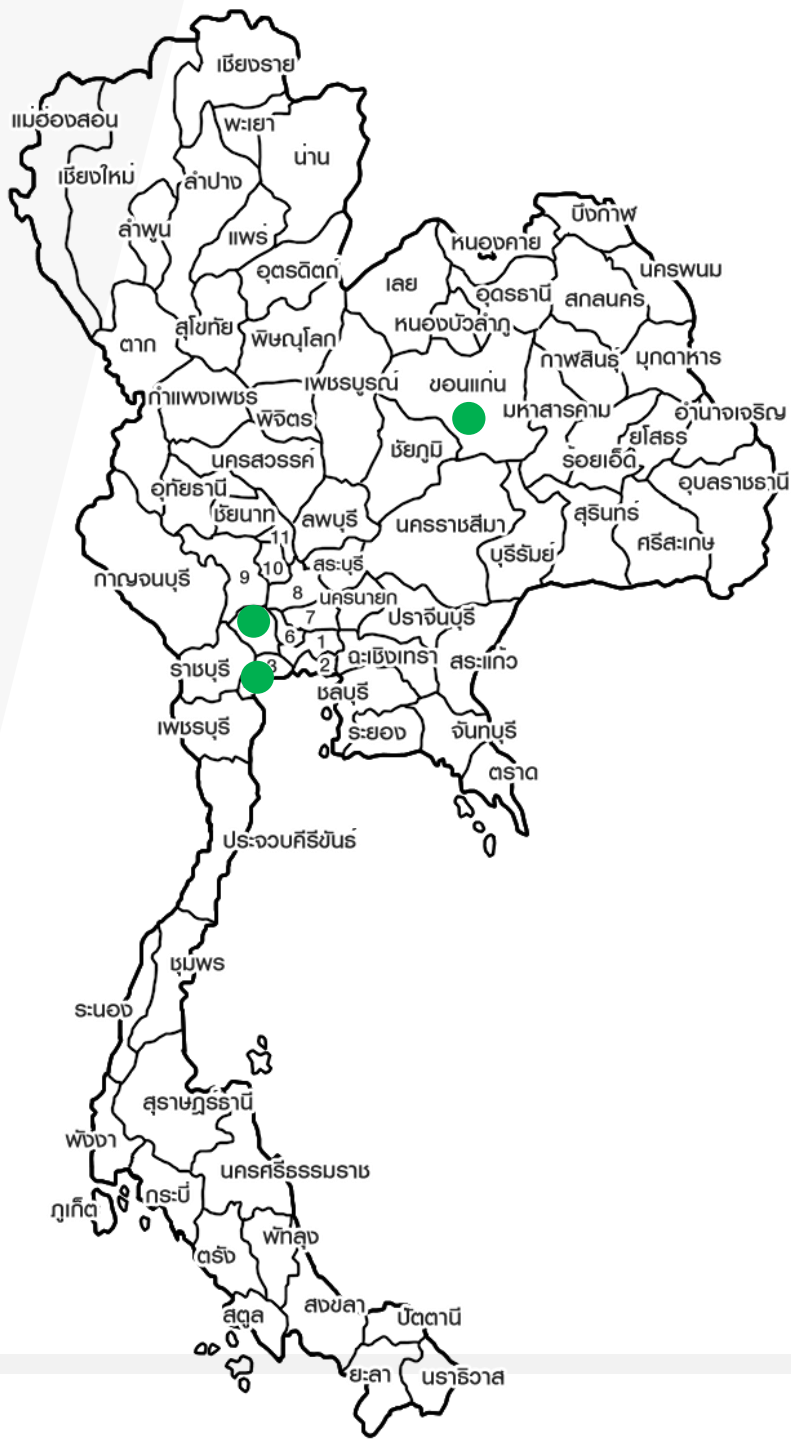 เชียงราย
แม่ฮ่องสอน
พะเยา
น่าน
เชียงใหม่
ลำปาง
ลำพูน
แพร่
บึงกาฬ
หนองคาย
อุตรดิตถ์
นครพนม
เลย
อุดรธานี
สกลนคร
สุโขทัย
หนองบัวลำภู
ตาก
พิษณุโลก
กาฬสินธุ์
มุกดาหาร
เพชรบูรณ์
ขอนแก่น
กำแพงเพชร
มหาสารคาม
อำนาจเจริญ
พิจิตร
ยโสธร
ชัยภูมิ
นครสวรรค์
ร้อยเอ็ด
อุบลราชธานี
อุทัยธานี
ชัยนาท
ลพบุรี
นครราชสีมา
สุรินทร์
11
ศรีสะเกษ
บุรีรัมย์
สระบุรี
10
กาญจนบุรี
9
8
นครนายก
7
ปราจีนบุรี
6
1
ฉะเชิงเทรา
สระแก้ว
ราชบุรี
3
2
ชลบุรี
เพชรบุรี
ระยอง
จันทบุรี
ตราด
ประจวบคีรีขันธ์
ชุมพร
ระนอง
สุราษฎร์ธานี
พังงา
นครศรีธรรมราช
กระบี่
ภูเก็ต
พัทลุง
ตรัง
สงขลา
สตูล
ปัตตานี
ยะลา
นราธิวาส